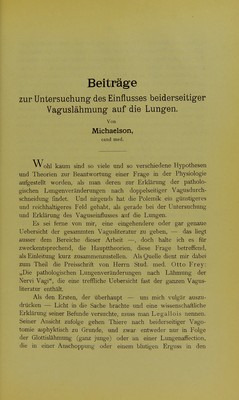 Beiträge
zur Untersuchung des Einflusses beiderseitiger
Vaguslähmung auf die Lungen.
Von
Michaelson,
cand med.
Wohl kaum sind so viele und so verschiedene Hypothesen
und Theorien zur Beantwortung einer Frage in der Physiologie
aufgestellt worden, als man deren zur Erklärung der patholo-
gischen Lungenveränderungen nach doppelseitiger Vagusdurch-
schneidung findet. Und nirgends hat die Polemik ein günstigeres
und reichhaltigeres Feld gehabt, als gerade bei der Untersuchung
und Erklärung des Vaguseinflusses auf die Lungen.
Es sei ferne von mir, eine eingehendere oder gar genaue
Uebersicht der gesammten Vagusliteratur zu geben, — das liegt
ausser dem Bereiche dieser Arbeit —, doch halte ich es für
zweckentsprechend, die Haupttheorien, diese Frage betreffend,
als Einleitung kurz zusammenzustellen. Als Quelle dient mir dabei
zum Theil die Preisschrift von Herrn Stud. med. Otto Frey:
„Die pathologischen Lungenveränderungen nach Lähmung der
Nervi Vagi“, die eine treffliche Uebersicht fast der ganzen Vagus-
literatur enthält.
Als den Ersten, der überhaupt — um mich vulgär auszu-
drücken — Licht in die Sache brachte und eine wissenschaftliche
Erklärung seiner Befunde versuchte, muss man Legallois nennen.
Seiner Ansicht zufolge gehen Thiere nach beiderseitiger Vago-
tomie asphyktisch zu Grunde, und zwar entweder nur in Folge
der Glottislähmung (ganz junge) oder an einer Lungenaffection,
die in einer Anschoppung oder einem blutigen Erguss in den